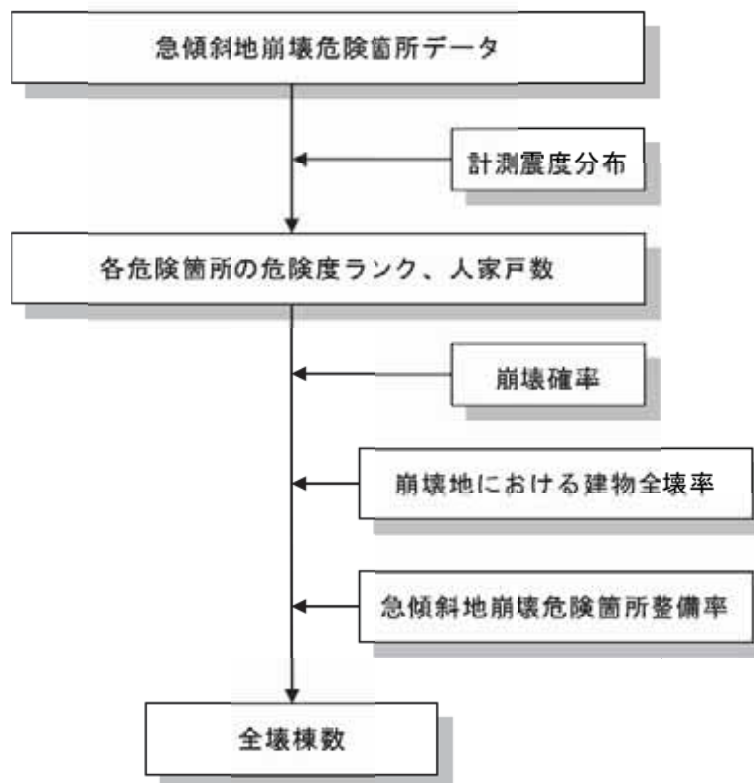 急傾斜地崩壊危険箇所データ
計測震度分布
各危険箇所の危険度ランク、人家戸数
崩壊確率
崩壊地における建物全壊率
急傾斜地崩壊危険箇所整備率
全壊棟数